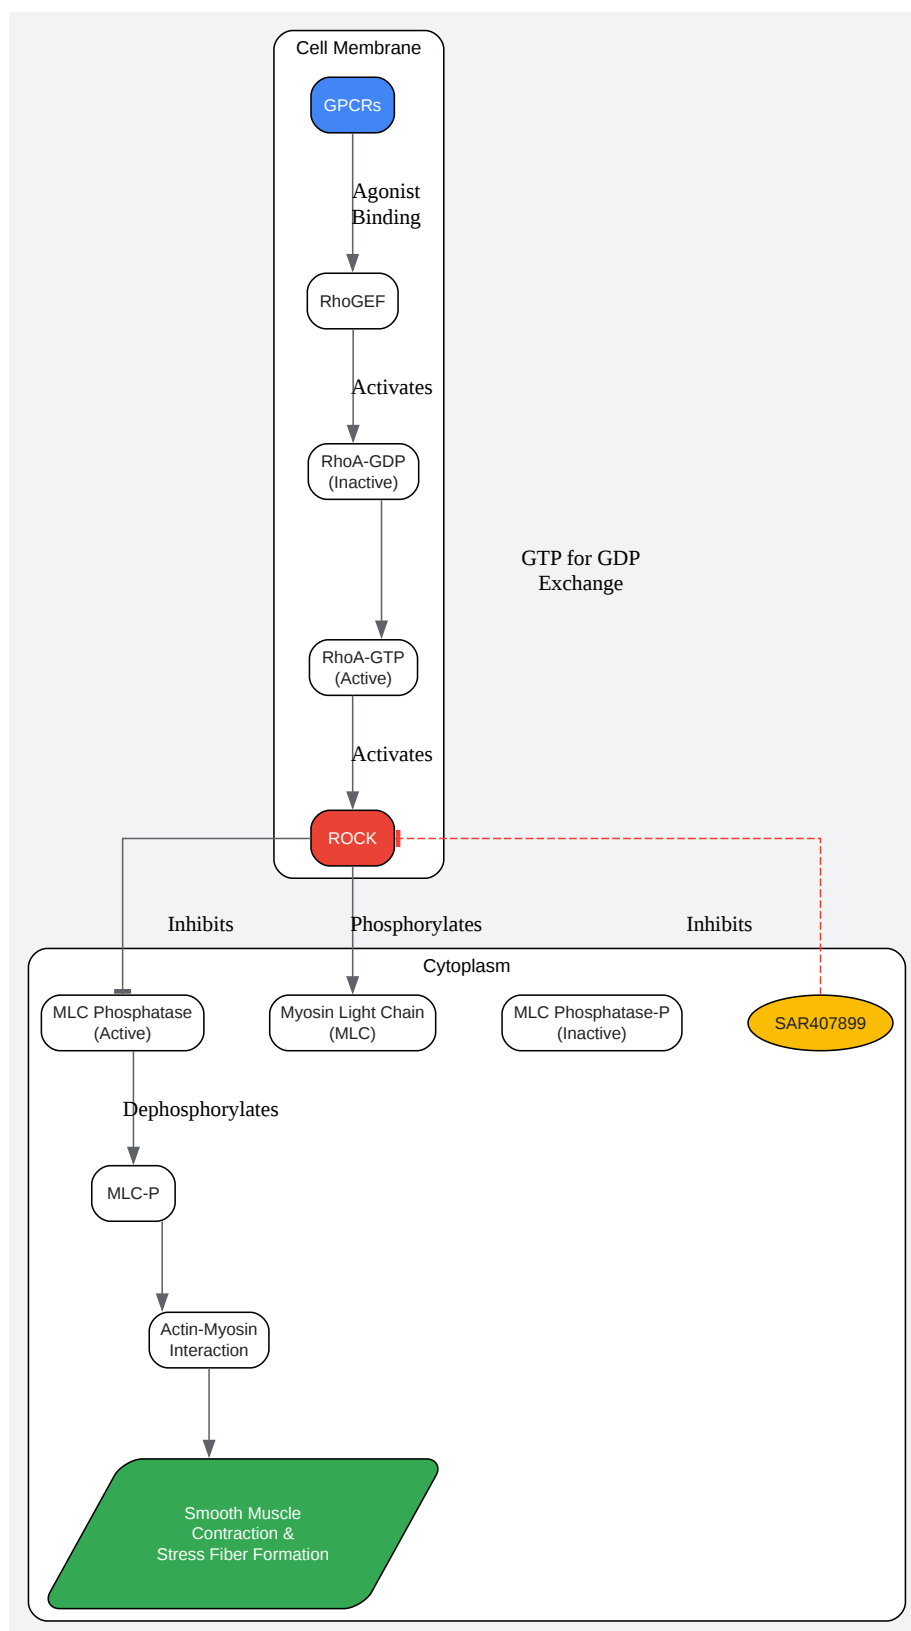 Cell Membrane
GPCRs
Agonist
Binding
RhoGEF
Activates
RhoA-GDP
(Inactive)
GTP for GDP
Exchange
RhoA-GTP
(Active)
Activates
ROCK
Inhibits
Phosphorylates
Inhibits
Cytoplasm
MLC Phosphatase
(Active)
Myosin Light Chain
(MLC)
MLC Phosphatase-P
(Inactive)
SAR407899
Dephosphorylates
MLC-P
Actin-Myosin
Interaction
Smooth Muscle
Contraction &
Stress Fiber Formation